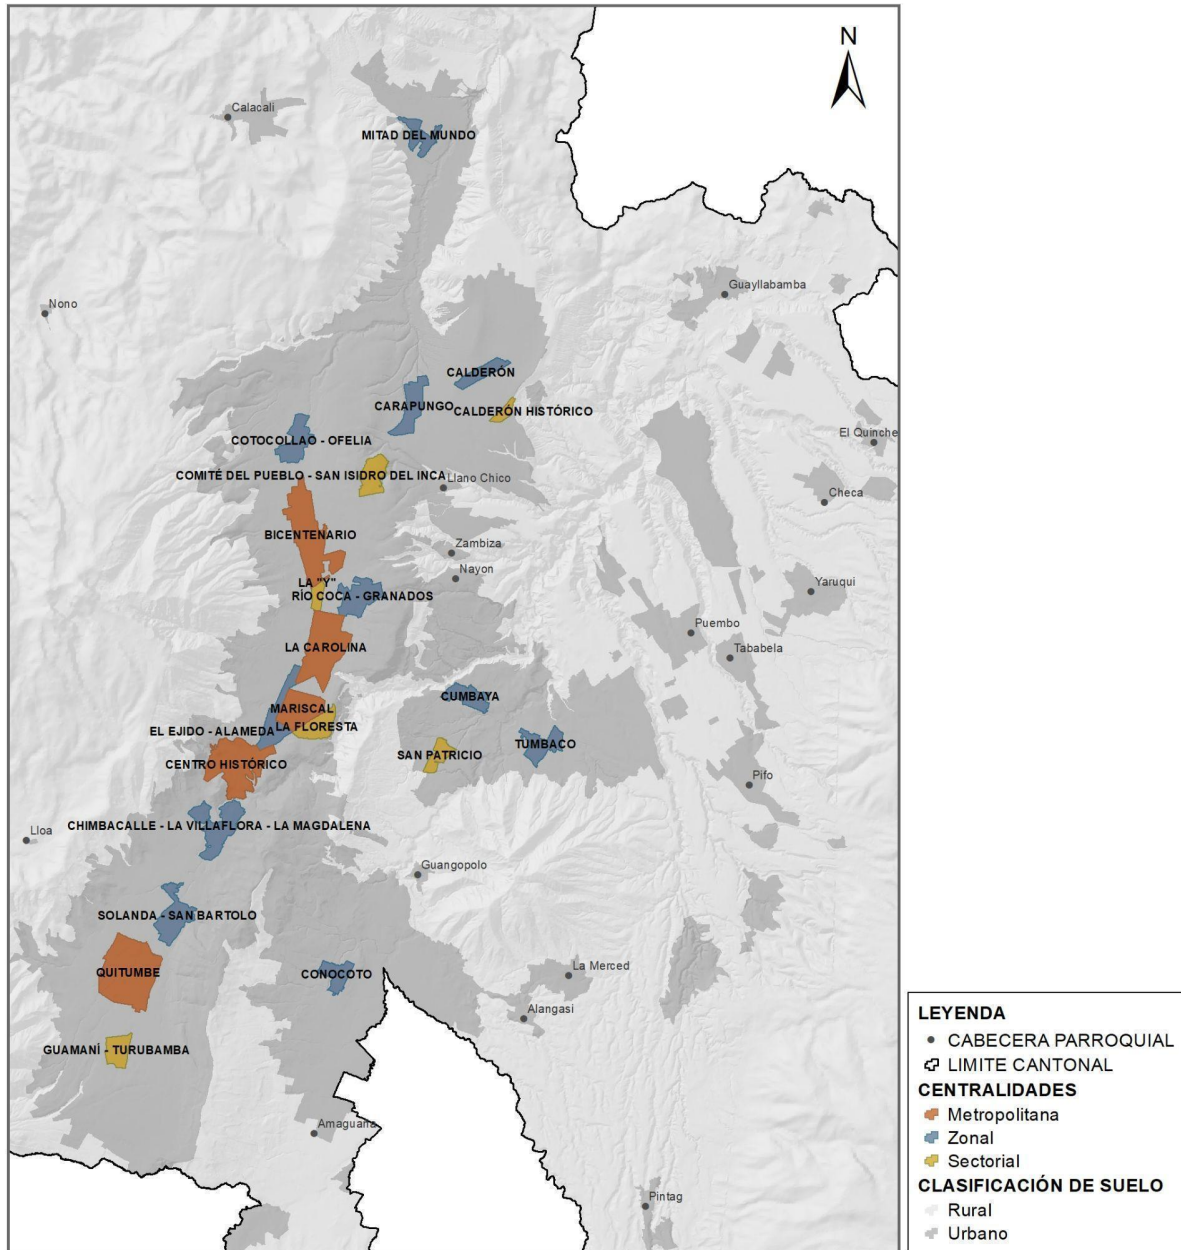 N
Calacali
MITAD DEL MUNDO
Guayllabamba
Nono
CALDERÓN
CARAPUNGO
CALDERÓN HISTÓRICO
El Quinche
COTOCOLLAO - OFELIA
COMITÉ DEL PUEBLO - SAN ISIDRO DEL INCA
Llano Chico
Checa
BICENTENARIO
Zambiza
Nayon
LA "Y"
RÍO COCA - GRANADOS
Yaruqui
Puembo
LA CAROLINA
Tababela
CUMBAYA
MARISCAL
LA FLORESTA
EL EJIDO - ALAMEDA
TUMBACO
SAN PATRICIO
CENTRO HISTÓRICO
Pifo
CHIMBACALLE - LA VILLAFLORA - LA MAGDALENA
Lloa
Guangopolo
SOLANDA - SAN BARTOLO
QUITUMBE
CONOCOTO
La Merced
Alangasi
GUAMANÍ - TURUBAMBA
Amaguana
Pintag
LEYENDA
CABECERA PARROQUIAL
LIMITE CANTONAL
CENTRALIDADES
Metropolitana
Zonal
Sectorial
CLASIFICACIÓN DE SUELO
Rural
Urbano